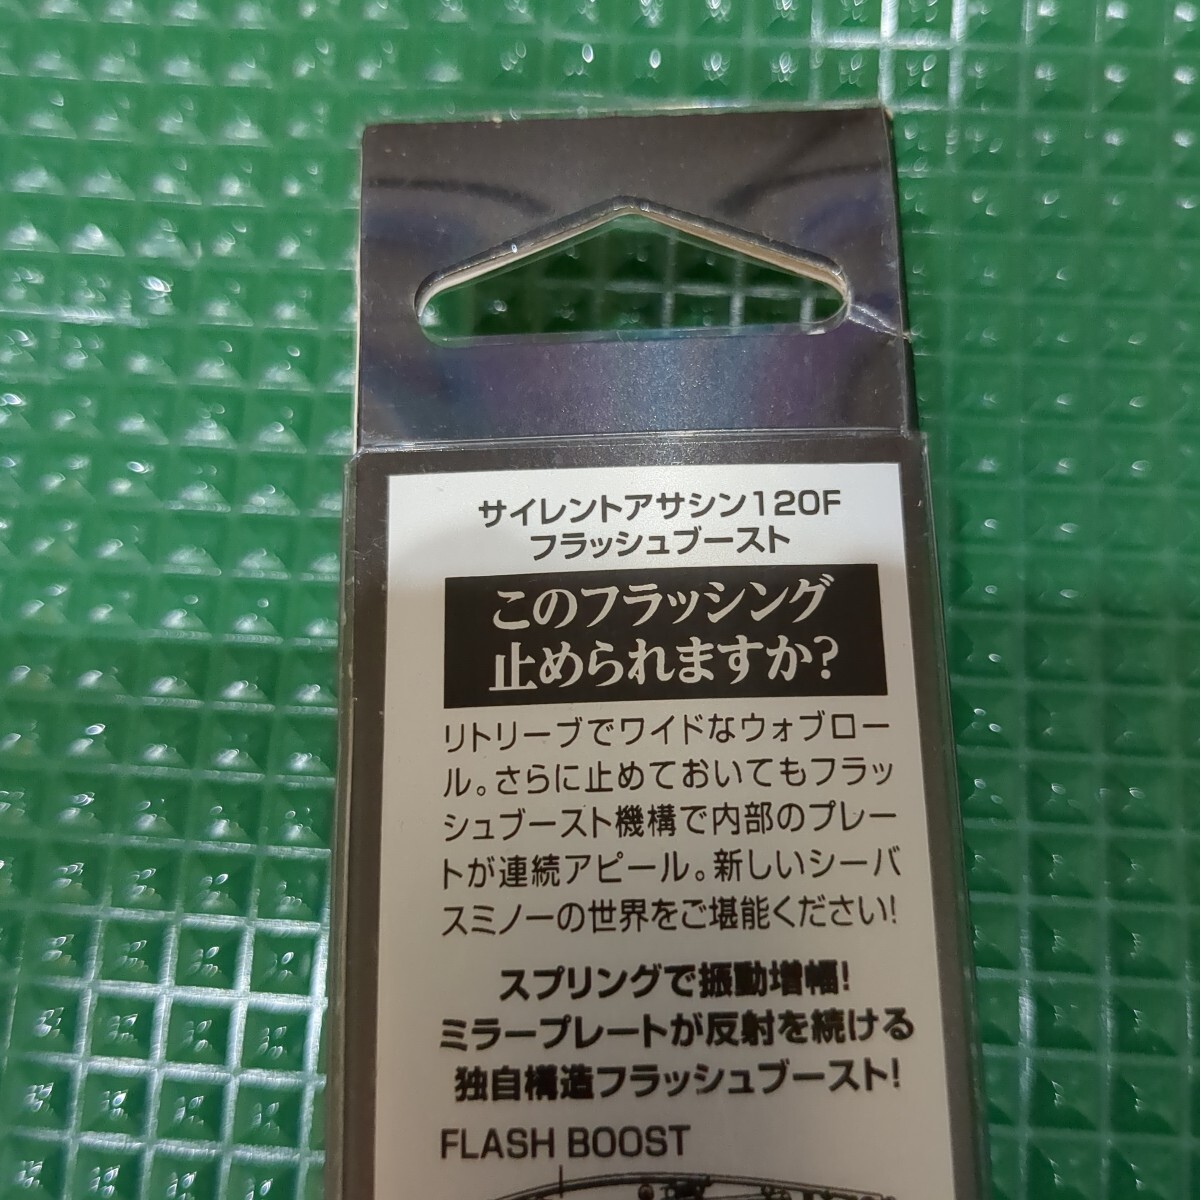 サイレントアサシン120F
フラッシュブースト
このフラッシング
止められますか?
リトリーブでワイドなウォブロー
ル。さらに止めておいてもフラッ
シュブースト機構で内部のプレー
トが連続アピール。新しいシーバ
スミノーの世界をご堪能ください!
スプリングで振動増幅!
ミラープレートが反射を続ける
独自構造フラッシュブースト!
FLASH BOOST